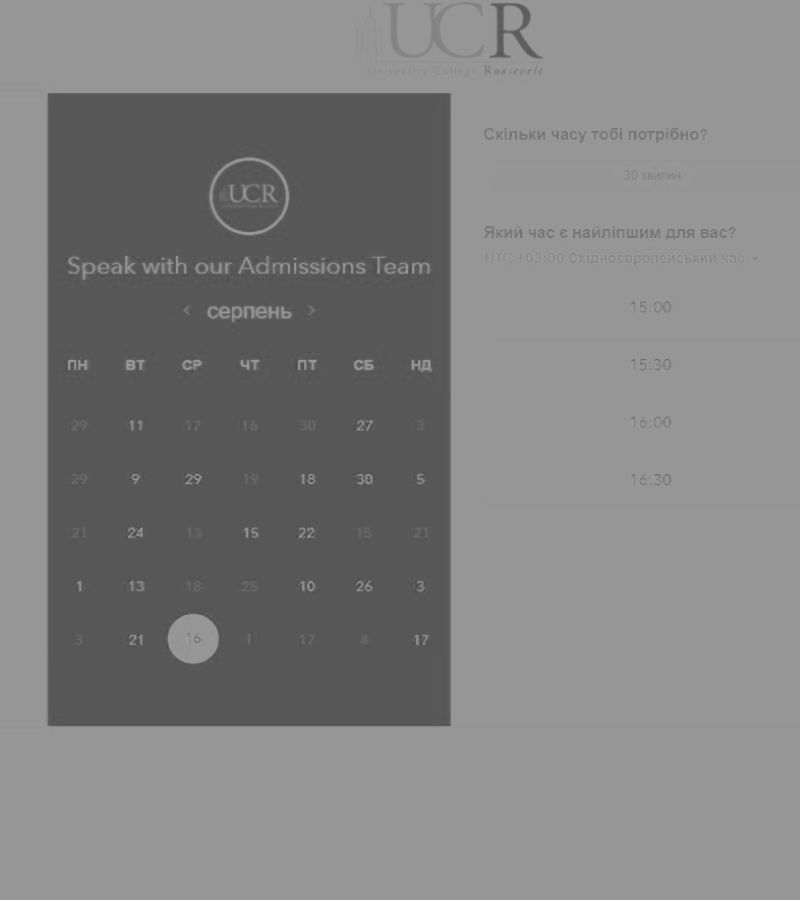 UCR
University College Roosevelt
UCR
Speak with our Admissions Team
‹ серпень ›
ПН ВТ СР ЧТ ПТ СБ НД
29 11 17 16 30 27 3
29 9 29 19 18 30 5
21 24 13 15 22 15 21
1 13 18 25 10 26 3
3 21 16 1 17 4 17
Скільки часу тобі потрібно?
30 хвилин
Який час є найліпшим для вас?
UTC +03:00 Східноєвропейський час
15:00
15:30
16:00
16:30